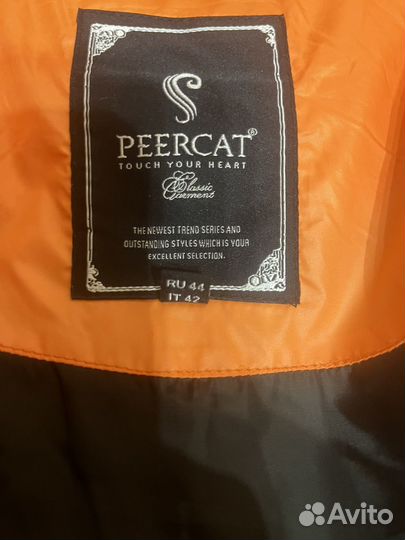 PEERCAT®
TOUCH YOUR HEART
Classic
Garment
THE NEWEST TREND SERIES AND
OUTSTANDING STYLES WHICH IS YOUR
EXCELLENT SELECTION.
RU 44
IT 42
Avito